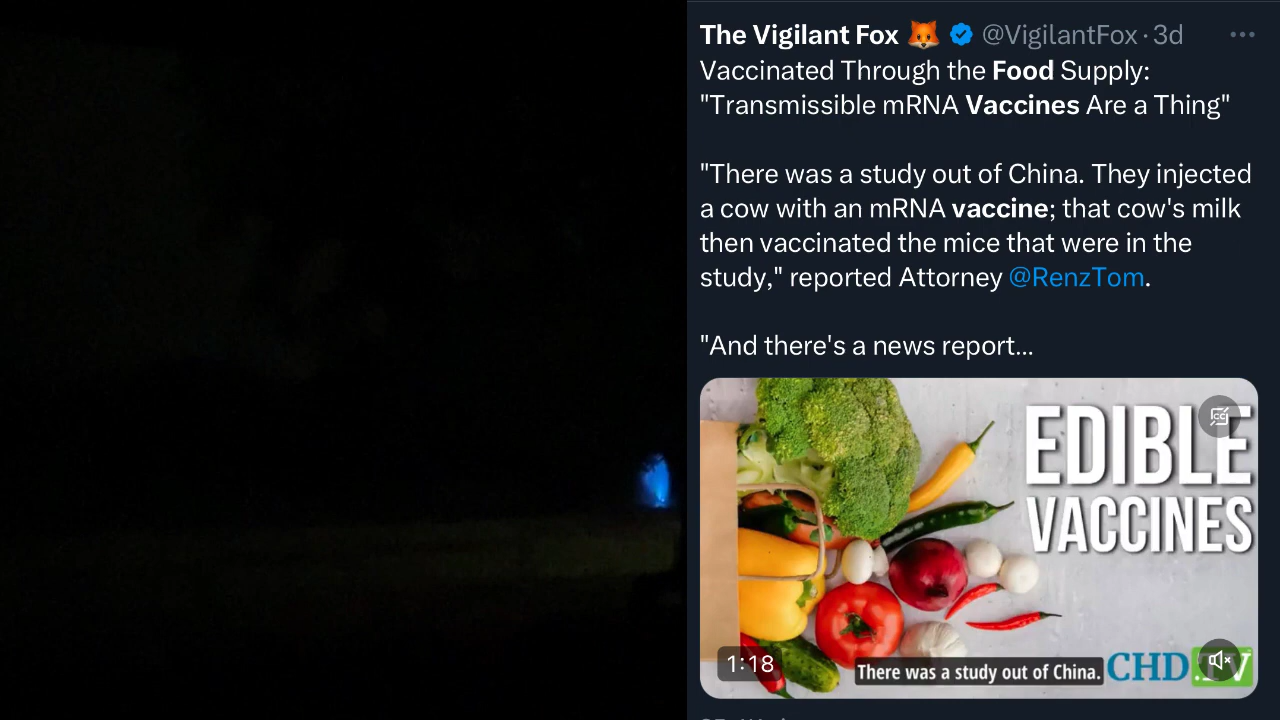 The Vigilant Fox 🦊 @VigilantFox · 3d
Vaccinated Through the Food Supply:
"Transmissible mRNA Vaccines Are a Thing"
"There was a study out of China. They injected
a cow with an mRNA vaccine; that cow's milk
then vaccinated the mice that were in the
study," reported Attorney @RenzTom.
"And there's a news report...
EDIBLE
VACCINES
1:18
There was a study out of China.
CHD.TV